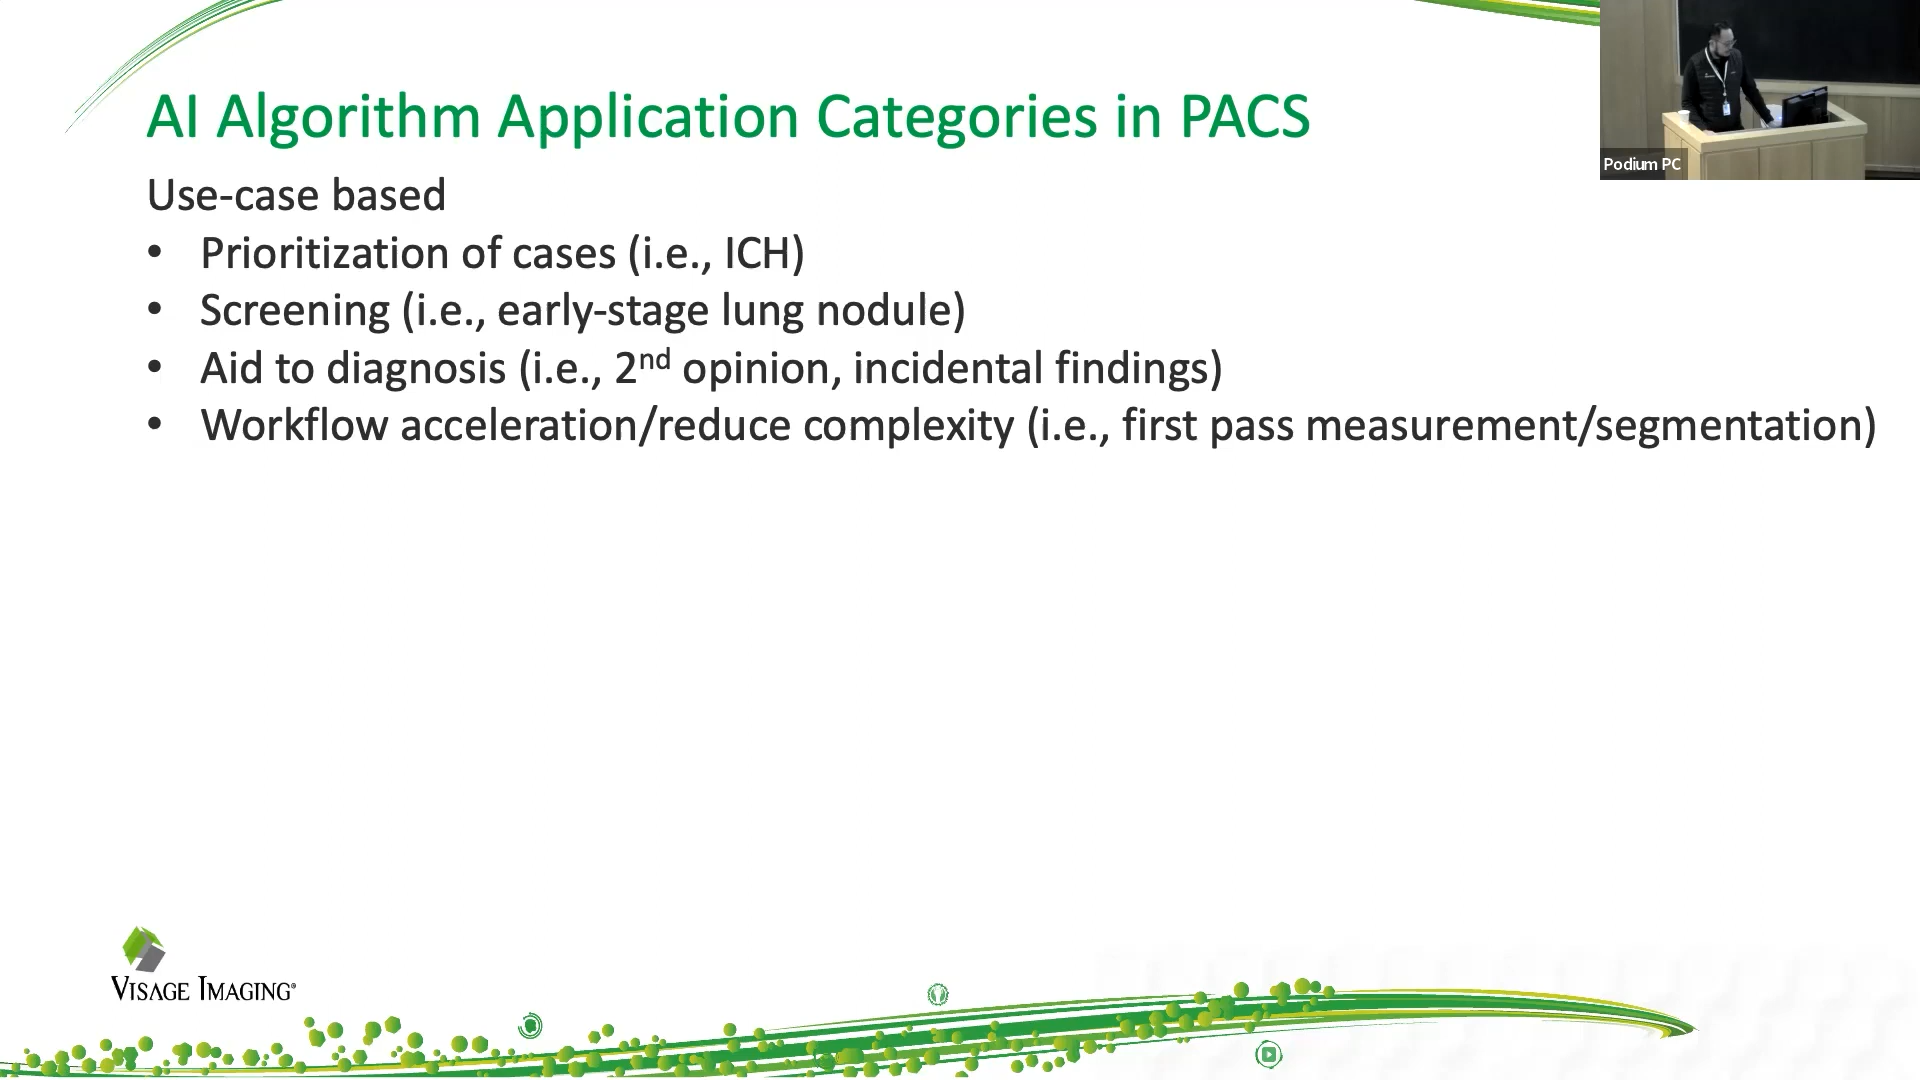 AI Algorithm Application Categories in PACS
Use-case based
• Prioritization of cases (i.e., ICH)
• Screening (i.e., early-stage lung nodule)
• Aid to diagnosis (i.e., 2nd opinion, incidental findings)
• Workflow acceleration/reduce complexity (i.e., first pass measurement/segmentation)
Podium PC
VISAGE IMAGING®